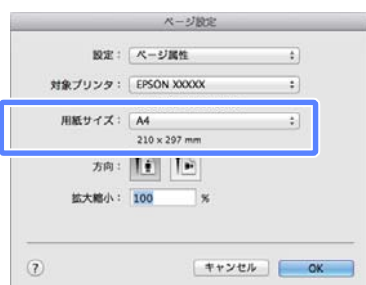 ページ設定
設定： ページ属性
対象プリンタ： EPSON XXXXX
用紙サイズ： A4
210 x 297 mm
方向：
拡大縮小： 100 %
? キャンセル OK